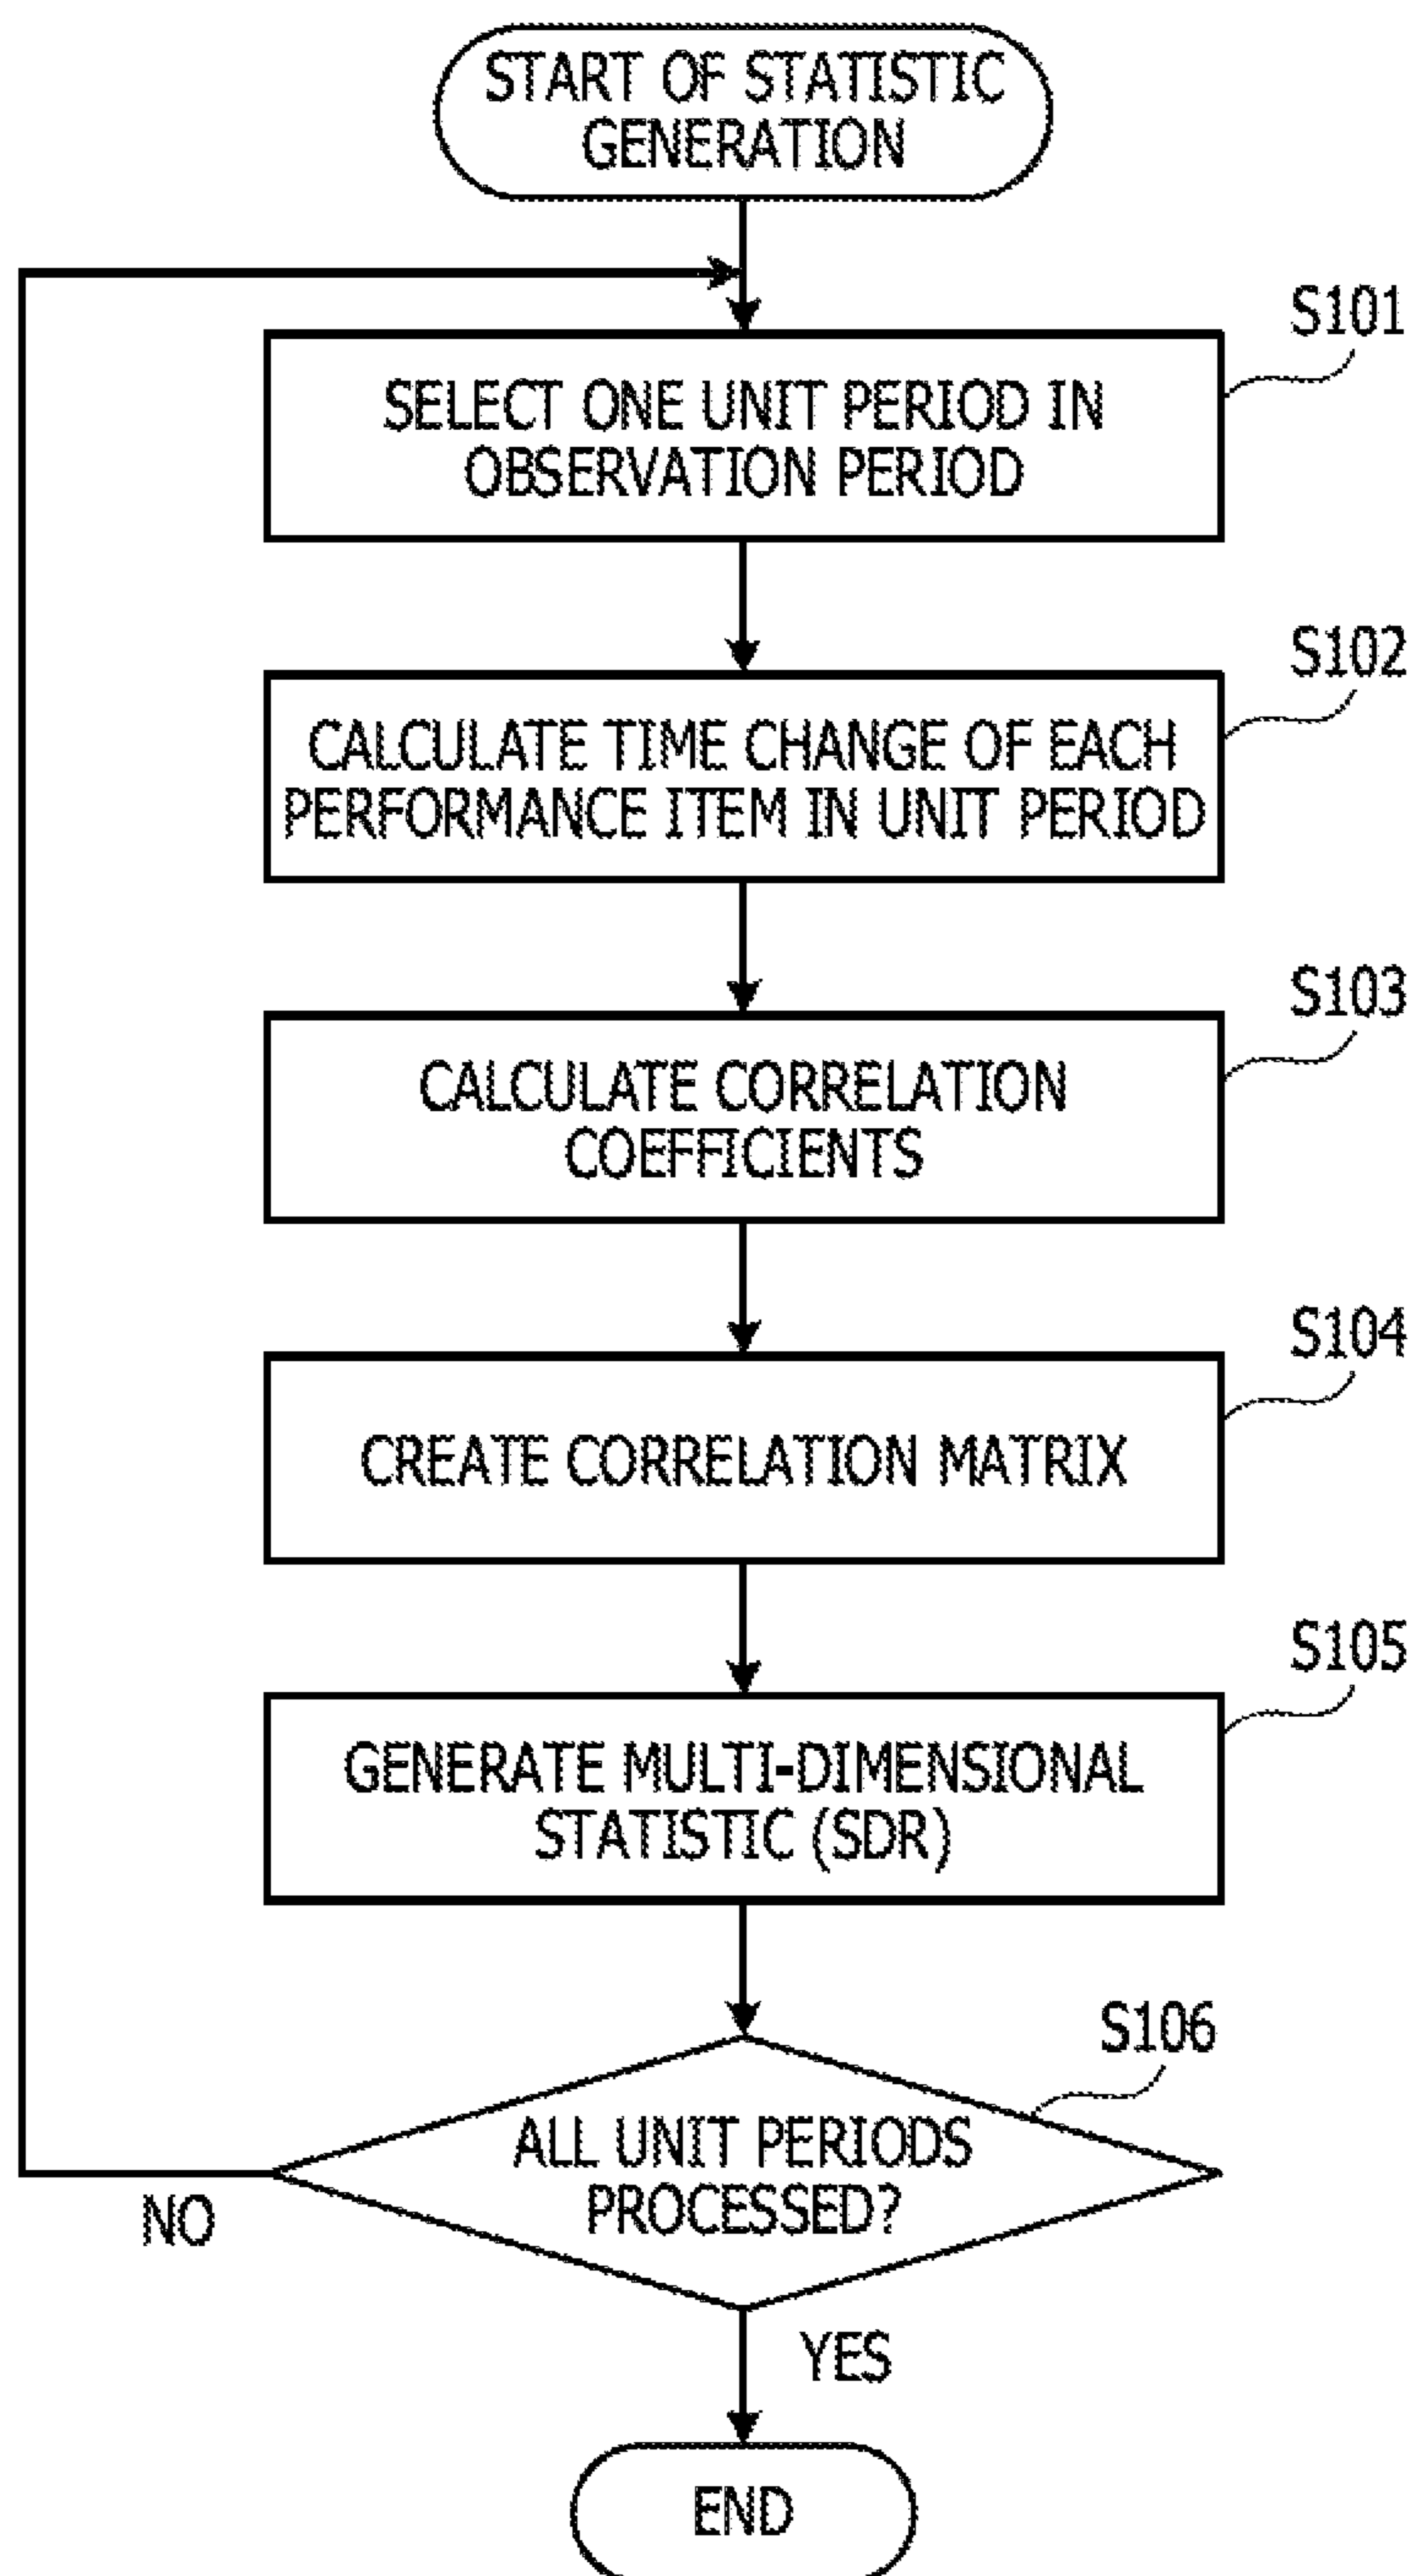 START OF STATISTIC
GENERATION
S101
SELECT ONE UNIT PERIOD IN
OBSERVATION PERIOD
S102
CALCULATE TIME CHANGE OF EACH
PERFORMANCE ITEM IN UNIT PERIOD
S103
CALCULATE CORRELATION
COEFFICIENTS
S104
CREATE CORRELATION MATRIX
S105
GENERATE MULTI-DIMENSIONAL
STATISTIC (SDR)
S106
ALL UNIT PERIODS
PROCESSED?
NO
YES
END